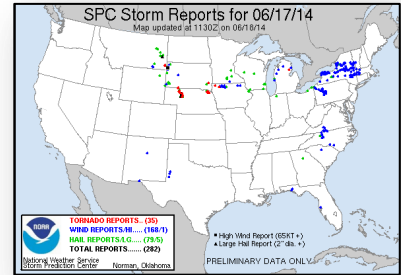 SPC Storm Reports for 06/17/14
Map updated at 1130Z on 06/18/14
noaa
TORNADO REPORTS.. (35)
WIND REPORTS/HI...... (168/1)
HAIL REPORTS/LG..... (79/5)
TOTAL REPORTS....... (282)
National Weather Service
Storm Prediction Center Norman, Oklahoma
High Wind Report (65KT +)
Large Hail Report (2" dia. +)
PRELIMINARY DATA ONLY